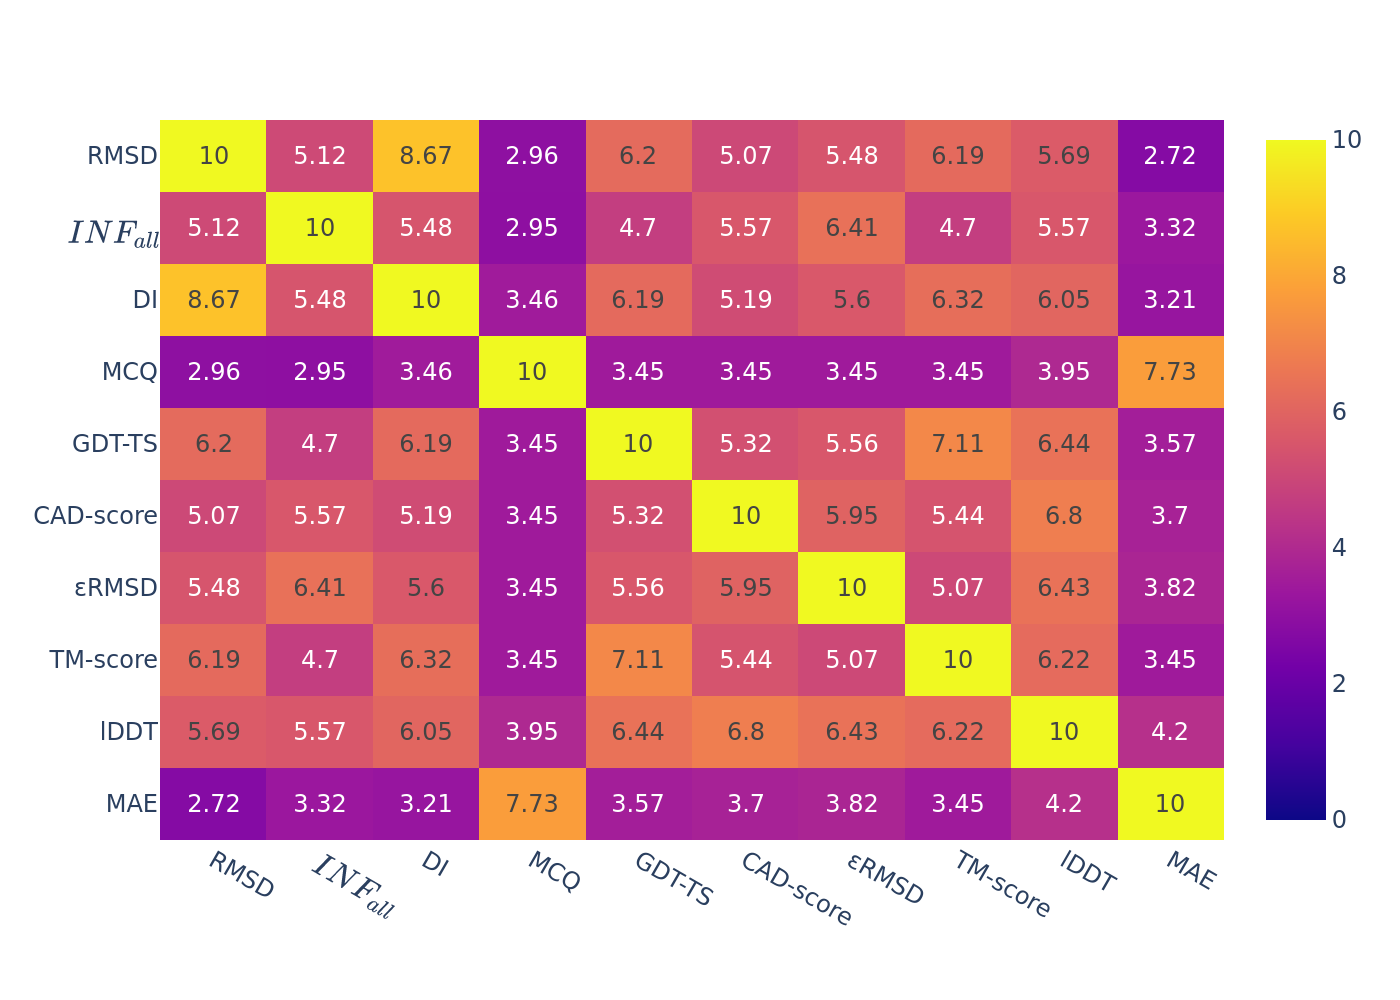 RMSD 10 5.12 8.67 2.96 6.2 5.07 5.48 6.19 5.69 2.72
INF_all 5.12 10 5.48 2.95 4.7 5.57 6.41 4.7 5.57 3.32
DI 8.67 5.48 10 3.46 6.19 5.19 5.6 6.32 6.05 3.21
MCQ 2.96 2.95 3.46 10 3.45 3.45 3.45 3.45 3.95 7.73
GDT-TS 6.2 4.7 6.19 3.45 10 5.32 5.56 7.11 6.44 3.57
CAD-score 5.07 5.57 5.19 3.45 5.32 10 5.95 5.44 6.8 3.7
εRMSD 5.48 6.41 5.6 3.45 5.56 5.95 10 5.07 6.43 3.82
TM-score 6.19 4.7 6.32 3.45 7.11 5.44 5.07 10 6.22 3.45
lDDT 5.69 5.57 6.05 3.95 6.44 6.8 6.43 6.22 10 4.2
MAE 2.72 3.32 3.21 7.73 3.57 3.7 3.82 3.45 4.2 10
RMSD INF_all DI MCQ GDT-TS CAD-score εRMSD TM-score lDDT MAE
10
8
6
4
2
0